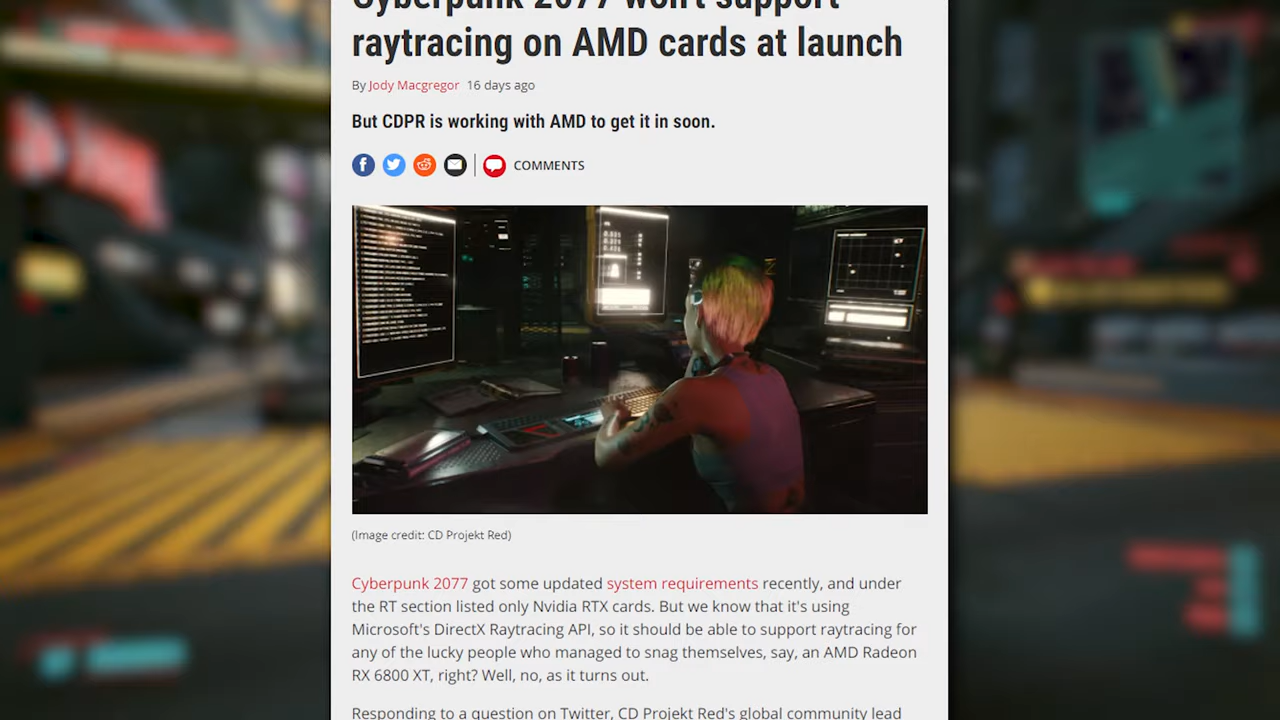 Cyberpunk 2077 won't support
raytracing on AMD cards at launch
By Jody Macgregor 16 days ago
But CDPR is working with AMD to get it in soon.
COMMENTS
(Image credit: CD Projekt Red)
Cyberpunk 2077 got some updated system requirements recently, and under
the RT section listed only Nvidia RTX cards. But we know that it's using
Microsoft's DirectX Raytracing API, so it should be able to support raytracing for
any of the lucky people who managed to snag themselves, say, an AMD Radeon
RX 6800 XT, right? Well, no, as it turns out.
Responding to a question on Twitter, CD Projekt Red's global community lead